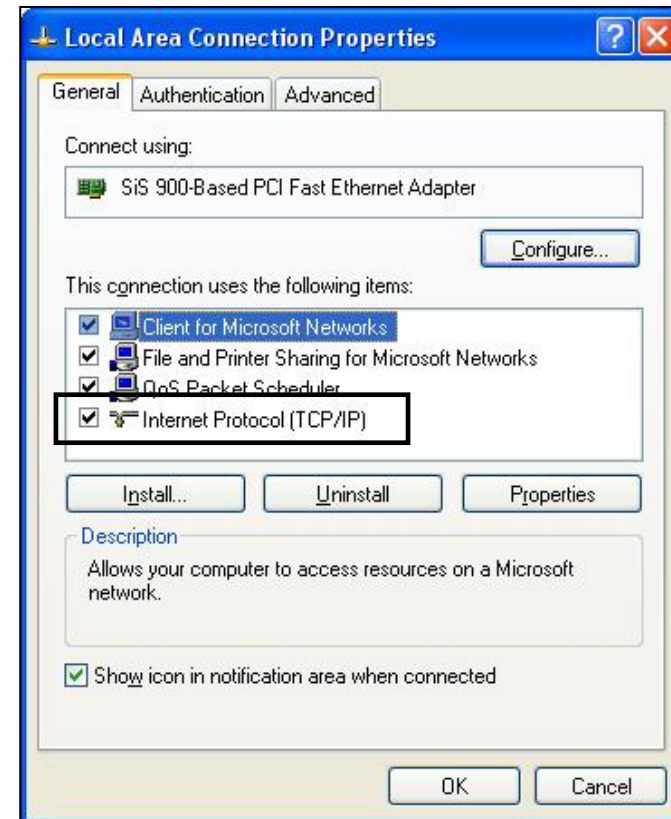 Local Area Connection Properties
?
General Authentication Advanced
Connect using:
SiS 900-Based PCI Fast Ethernet Adapter
Configure...
This connection uses the following items:
Client for Microsoft Networks
File and Printer Sharing for Microsoft Networks
QoS Packet Scheduler
Internet Protocol (TCP/IP)
Install... Uninstall Properties
Description
Allows your computer to access resources on a Microsoft
network.
Show icon in notification area when connected
OK Cancel